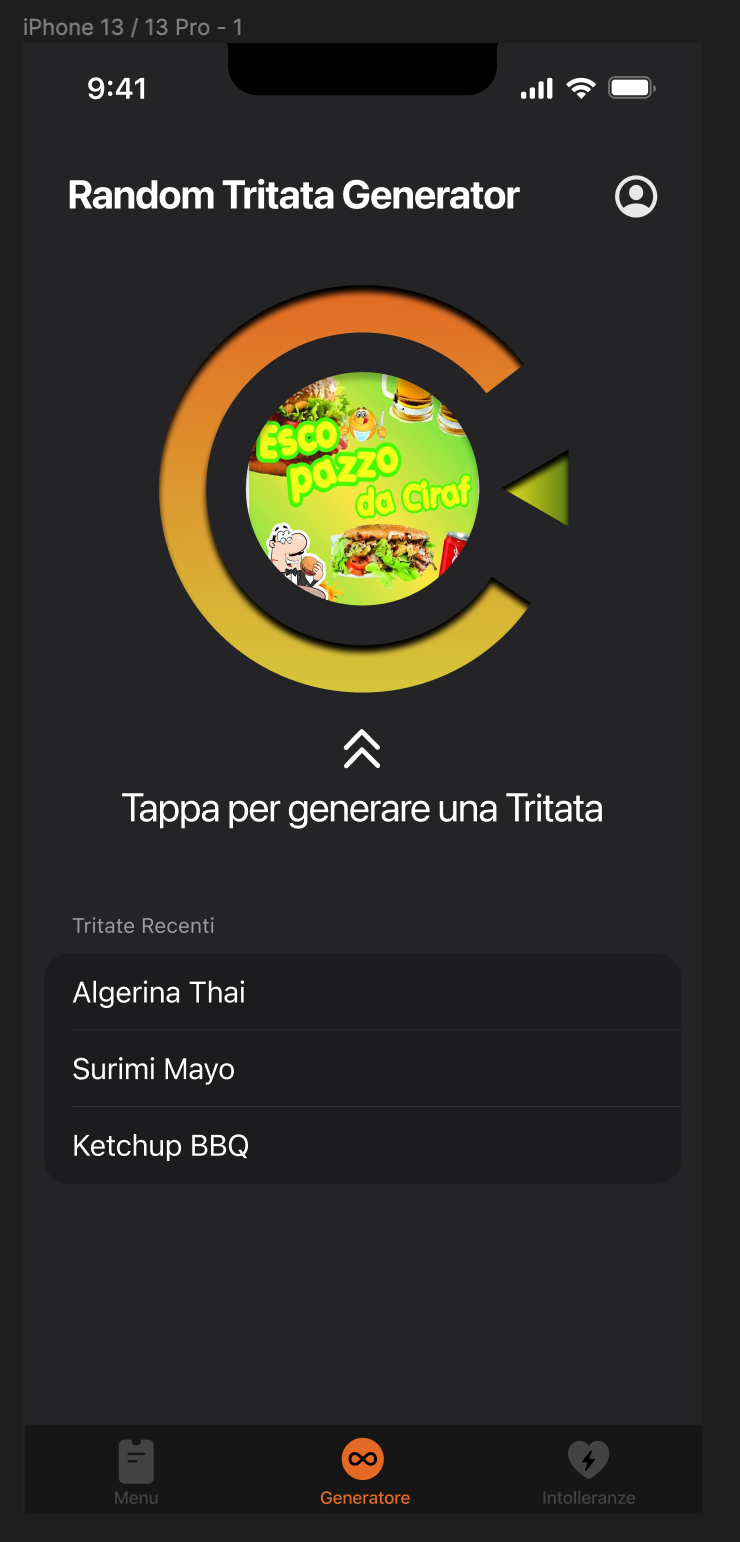 iPhone 13 / 13 Pro - 1
9:41
Random Tritata Generator
Esco
pazzo
da Ciraf
Tappa per generare una Tritata
Tritate Recenti
Algerina Thai
Surimi Mayo
Ketchup BBQ
Menu
Generatore
Intolleranze